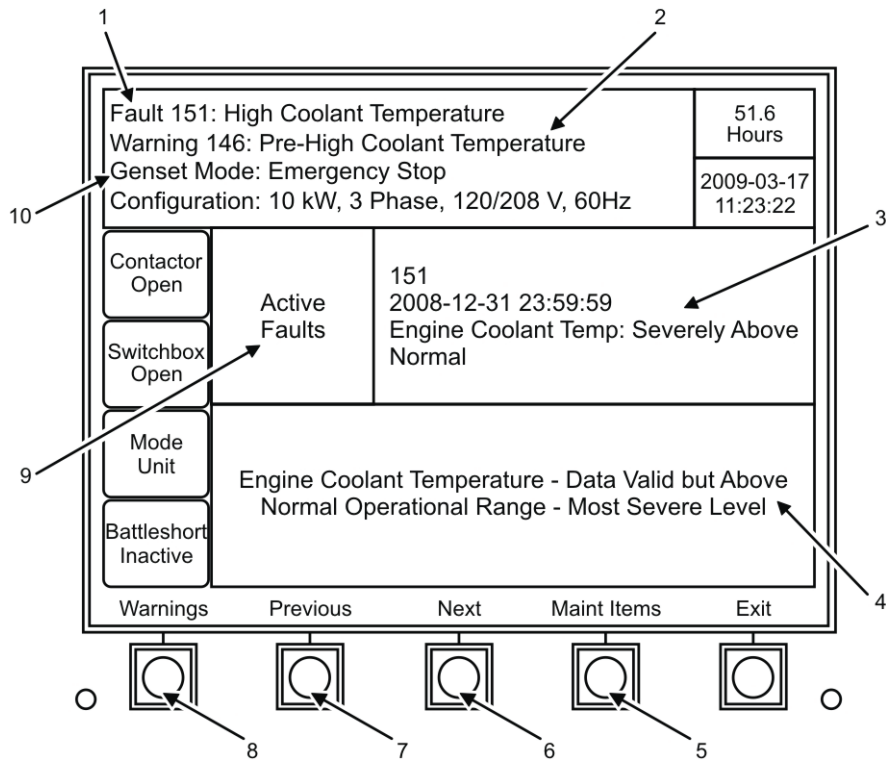 1
2
Fault 151: High Coolant Temperature
Warning 146: Pre-High Coolant Temperature
Genset Mode: Emergency Stop
Configuration: 10 kW, 3 Phase, 120/208 V, 60Hz
51.6
Hours
2009-03-17
11:23:22
10
3
Contactor
Open
Switchbox
Open
Mode
Unit
Battleshort
Inactive
Active
Faults
151
2008-12-31 23:59:59
Engine Coolant Temp: Severely Above
Normal
9
Engine Coolant Temperature - Data Valid but Above
Normal Operational Range - Most Severe Level
4
Warnings
Previous
Next
Maint Items
Exit
8
7
6
5